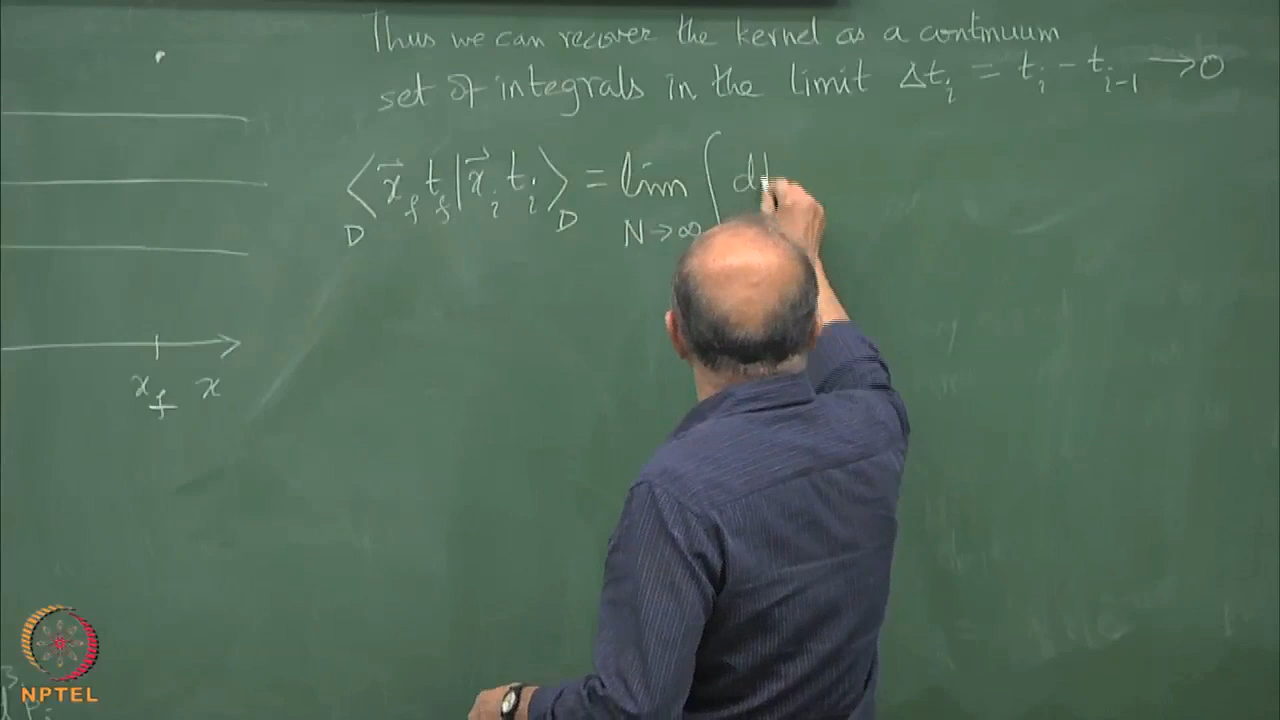 Thus we can recover the kernel as a continuum
set of integrals in the limit Δt_i = t_i − t_{i−1} → 0
_D⟨x⃗_f t_f | x⃗_i t_i⟩_D = lim_{N→∞} ∫ d
x_f x
NPTEL